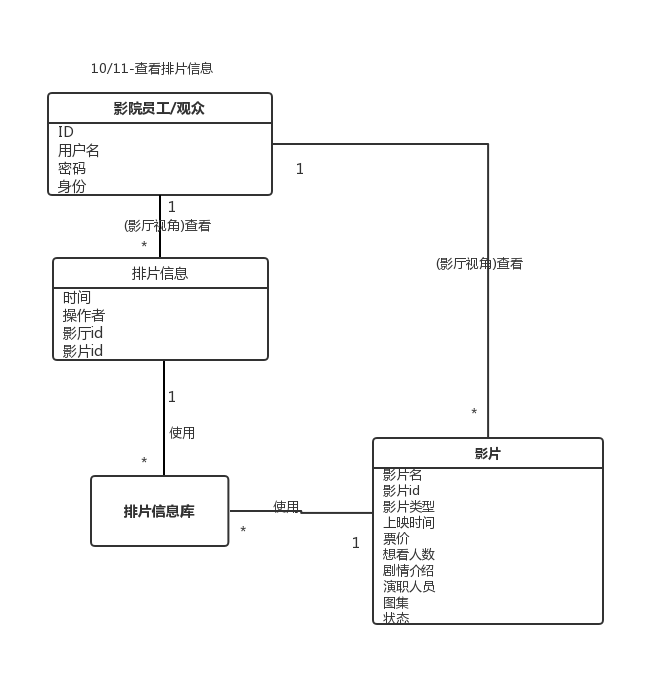 10/11-查看排片信息
影院员工/观众
ID
用户名
密码
身份
1
1
(影厅视角)查看
*
排片信息
时间
操作者
影厅id
影片id
(影厅视角)查看
1
使用
*
*
影片
影片名
影片id
影片类型
上映时间
票价
想看人数
剧情介绍
演职人员
图集
状态
排片信息库
使用
*
1